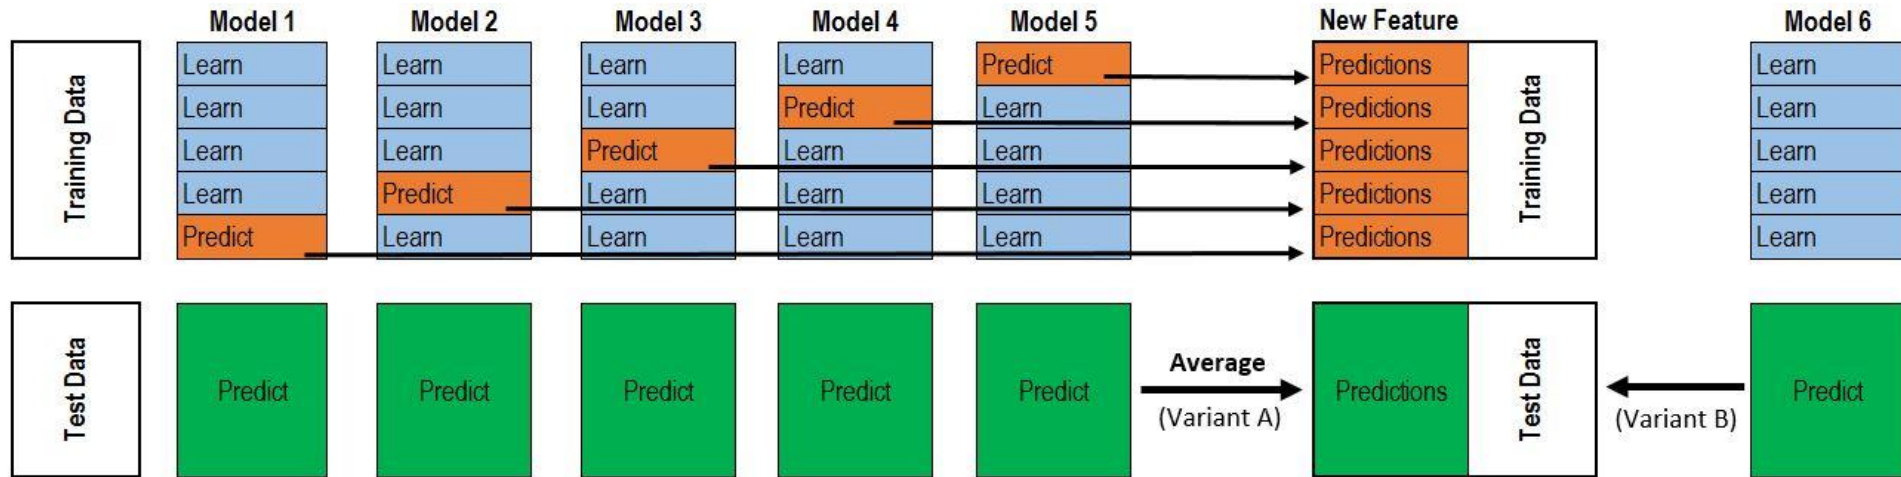 Model 1
Model 2
Model 3
Model 4
Model 5
New Feature
Model 6
Training Data
Learn
Learn
Learn
Learn
Predict
Learn
Learn
Learn
Predict
Learn
Learn
Learn
Predict
Learn
Learn
Learn
Predict
Learn
Learn
Learn
Predict
Learn
Learn
Learn
Learn
Predictions
Predictions
Predictions
Predictions
Predictions
Training Data
Learn
Learn
Learn
Learn
Learn
Test Data
Predict
Predict
Predict
Predict
Predict
Average
(Variant A)
Predictions
Test Data
(Variant B)
Predict